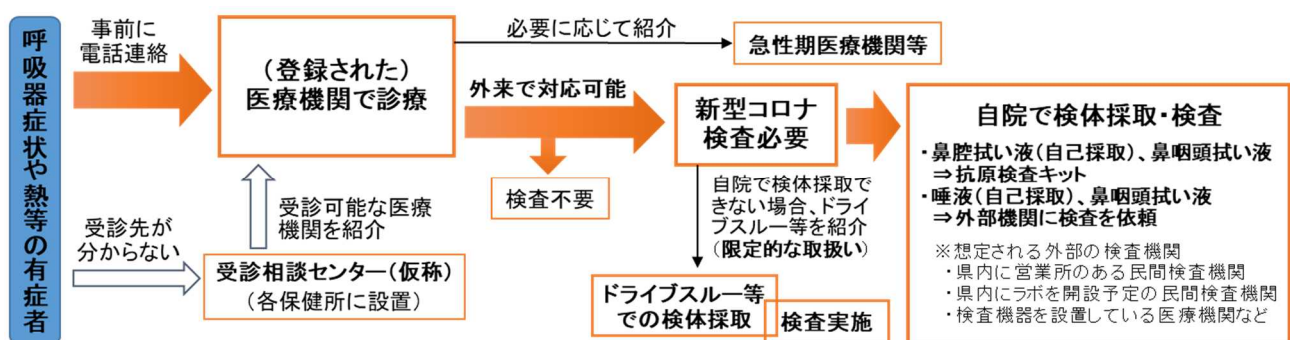 呼吸器症状や熱等の有症者
事前に
電話連絡
(登録された)
医療機関で診療
必要に応じて紹介
急性期医療機関等
外来で対応可能
検査不要
新型コロナ
検査必要
自院で検体採取・検査
・鼻腔拭い液(自己採取)、鼻咽頭拭い液
⇒抗原検査キット
・唾液(自己採取)、鼻咽頭拭い液
⇒外部機関に検査を依頼
※想定される外部の検査機関
・県内に営業所のある民間検査機関
・県内にラボを開設予定の民間検査機関
・検査機器を設置している医療機関など
受診先が
分からない
受診可能な医療
機関を紹介
受診相談センター(仮称)
(各保健所に設置)
自院で検体採取で
きない場合、ドライ
ブスルー等を紹介
(限定的な取扱い)
ドライブスルー等
での検体採取
検査実施